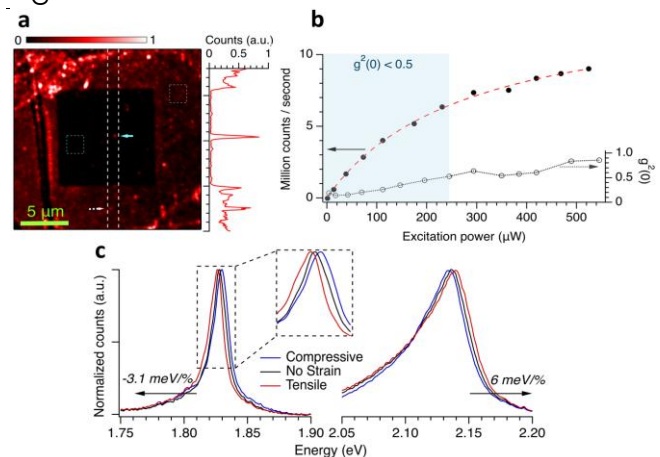 a
0 1
Counts (a.u.)
0 0.5 1
5 µm
b
g²(0) < 0.5
10
5
0
Million counts / second
1.0
0.5
0.0
g²(0)
0 100 200 300 400 500
Excitation power (µW)
c
Normalized counts (a.u.)
-3.1 meV/%
Compressive
No Strain
Tensile
6 meV/%
1.75 1.80 1.85 1.90 2.05 2.10 2.15 2.20
Energy (eV)